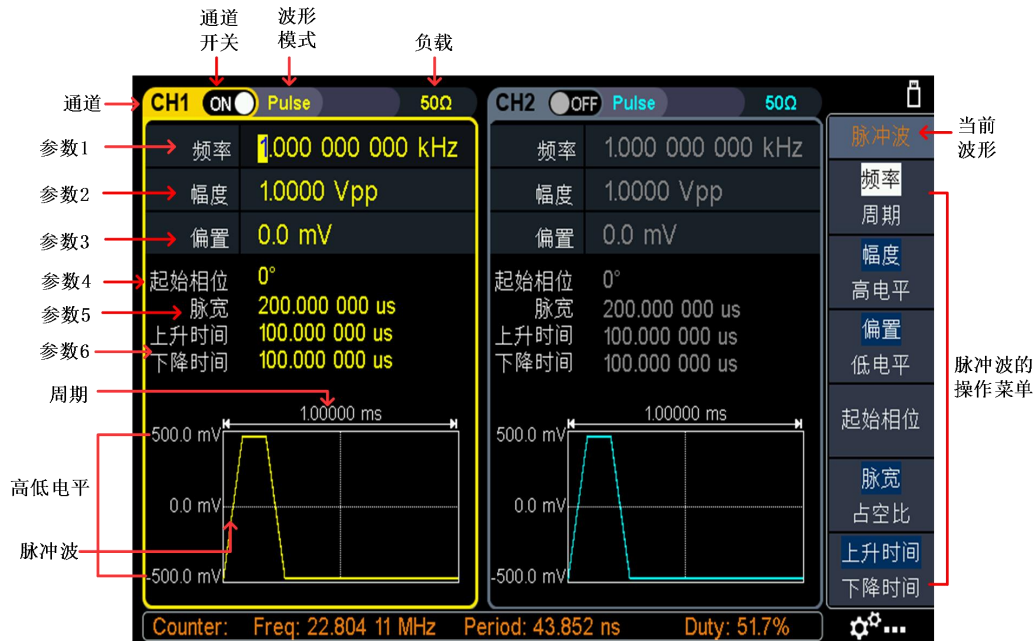 通道
开关
波形
模式
负载
通道
CH1 ON Pulse 50Ω
CH2 OFF Pulse 50Ω
参数1
频率 1.000 000 000 kHz
频率 1.000 000 000 kHz
参数2
幅度 1.0000 Vpp
幅度 1.0000 Vpp
参数3
偏置 0.0 mV
偏置 0.0 mV
参数4
起始相位 0°
起始相位 0°
参数5
脉宽 200.000 000 us
脉宽 200.000 000 us
上升时间 100.000 000 us
上升时间 100.000 000 us
参数6
下降时间 100.000 000 us
下降时间 100.000 000 us
周期
1.00000 ms
1.00000 ms
500.0 mV
500.0 mV
高低电平
0.0 mV
0.0 mV
脉冲波
-500.0 mV
-500.0 mV
Counter: Freq: 22.804 11 MHz Period: 43.852 ns Duty: 51.7%
脉冲波
当前
波形
频率
周期
幅度
高电平
偏置
低电平
起始相位
脉宽
占空比
上升时间
下降时间
脉冲波的
操作菜单